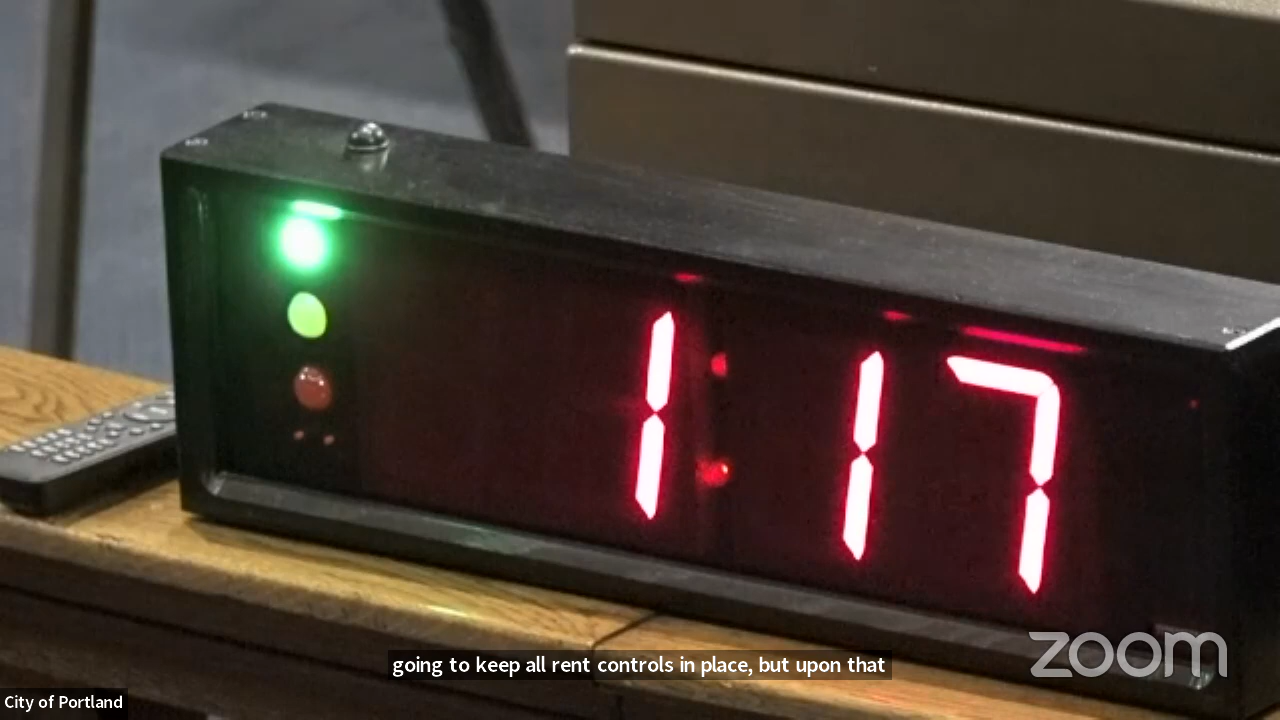 1:17
going to keep all rent controls in place, but upon that
zoom
City of Portland